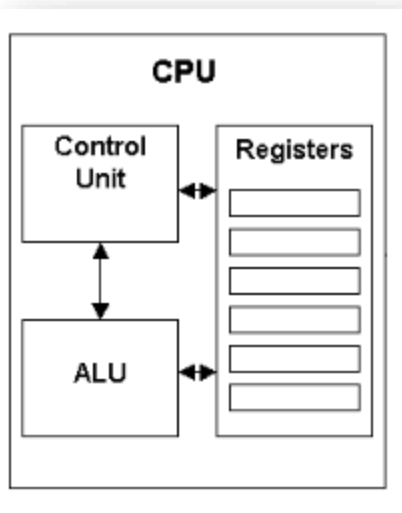 CPU
Control
Unit
Registers
ALU